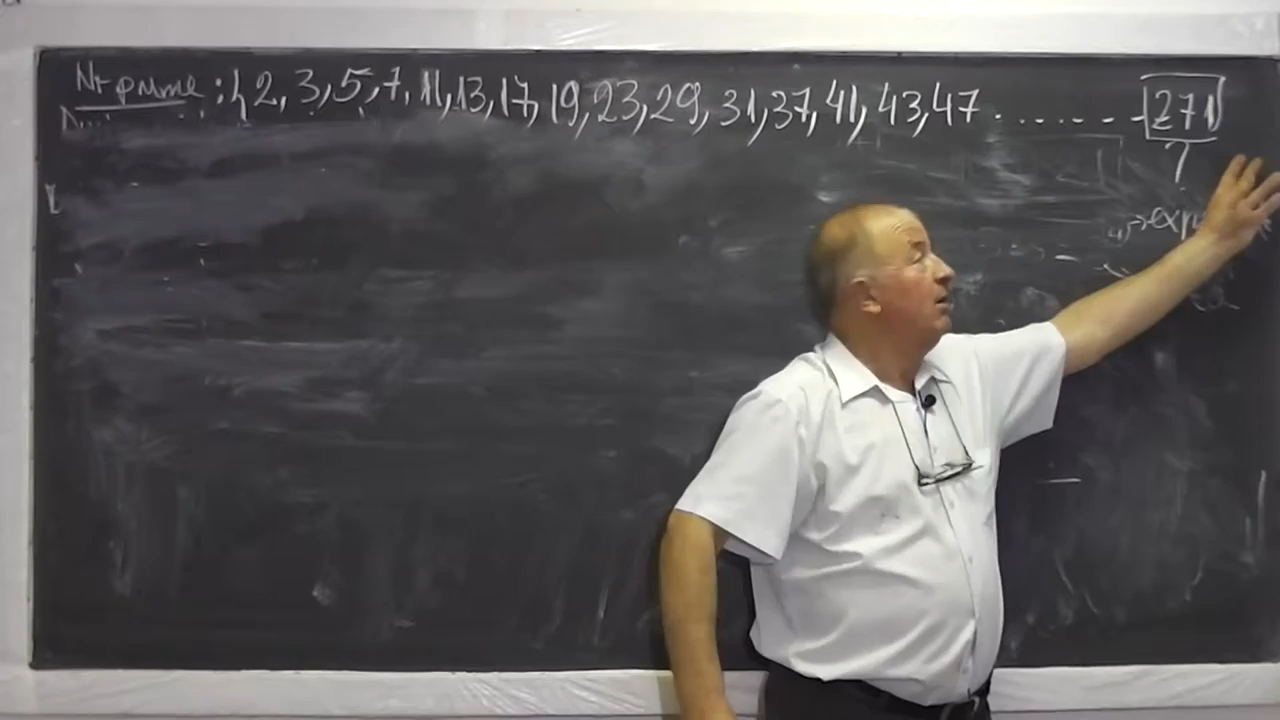 Nr prime : { 2, 3, 5, 7, 11, 13, 17, 19, 23, 29, 31, 37, 41, 43, 47 . . . . . . - - 271
?